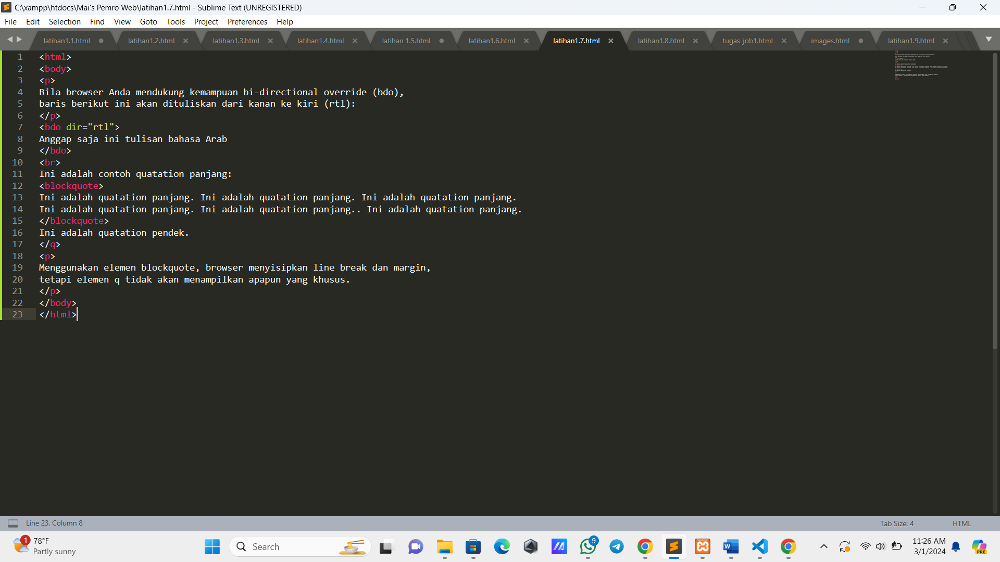 C:\xampp\htdocs\Mai's Pemro Web\latihan1.7.html - Sublime Text (UNREGISTERED)
File Edit Selection Find View Goto Tools Project Preferences Help
latihan1.1.html latihan1.2.html latihan1.3.html latihan1.4.html latihan 1.5.html latihan1.6.html latihan1.7.html latihan1.8.html tugas_job1.html images.html latihan1.9.html
1 <html>
2 <body>
3 <p>
4 Bila browser Anda mendukung kemampuan bi-directional override (bdo),
5 baris berikut ini akan dituliskan dari kanan ke kiri (rtl):
6 </p>
7 <bdo dir="rtl">
8 Anggap saja ini tulisan bahasa Arab
9 </bdo>
10 <br>
11 Ini adalah contoh quatation panjang:
12 <blockquote>
13 Ini adalah quatation panjang. Ini adalah quatation panjang. Ini adalah quatation panjang.
14 Ini adalah quatation panjang. Ini adalah quatation panjang.. Ini adalah quatation panjang.
15 </blockquote>
16 Ini adalah quatation pendek.
17 </q>
18 <p>
19 Menggunakan elemen blockquote, browser menyisipkan line break dan margin,
20 tetapi elemen q tidak akan menampilkan apapun yang khusus.
21 </p>
22 </body>
23 </html>
Line 23, Column 8 Tab Size: 4 HTML
1 78°F
Partly sunny
Search
9
11:26 AM
3/1/2024
PRE